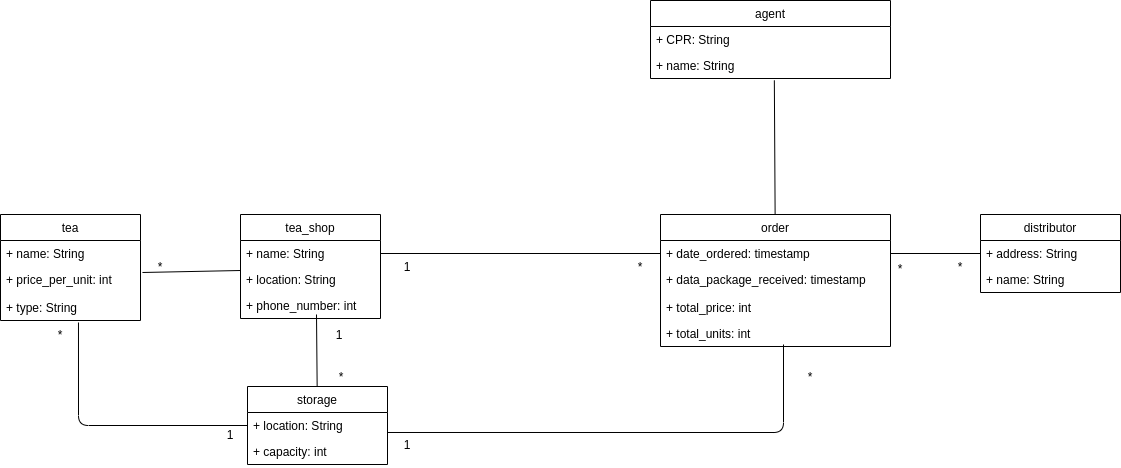 agent
+ CPR: String
+ name: String
tea
+ name: String
+ price_per_unit: int
+ type: String
*
*
tea_shop
+ name: String
+ location: String
+ phone_number: int
1
1
*
order
+ date_ordered: timestamp
+ data_package_received: timestamp
+ total_price: int
+ total_units: int
*
*
*
*
distributor
+ address: String
+ name: String
storage
+ location: String
+ capacity: int
1
1